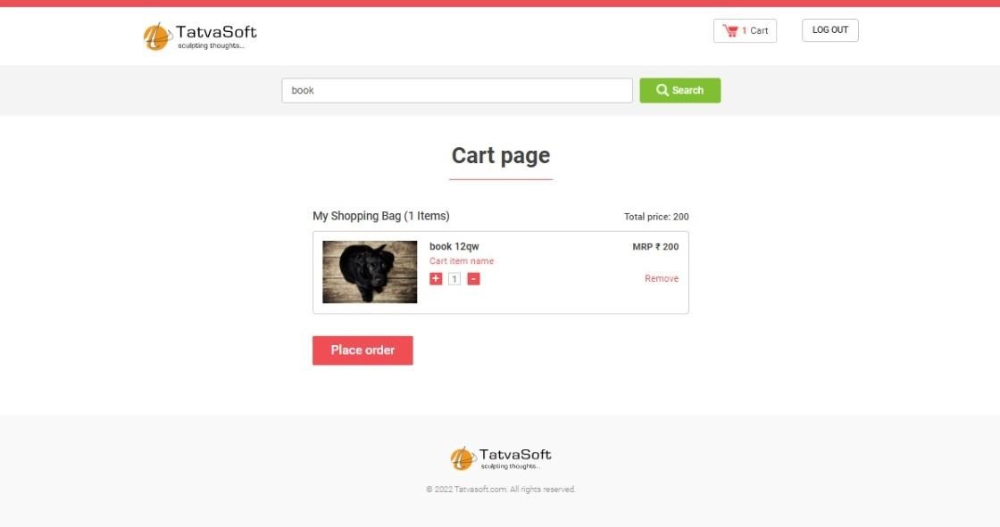 TatvaSoft
sculpting thoughts...
1 Cart
LOG OUT
book
Search
Cart page
My Shopping Bag (1 Items)
Total price: 200
book 12qw
MRP ₹ 200
Cart item name
+ 1 -
Remove
Place order
TatvaSoft
sculpting thoughts...
© 2022 Tatvasoft.com. All rights reserved.